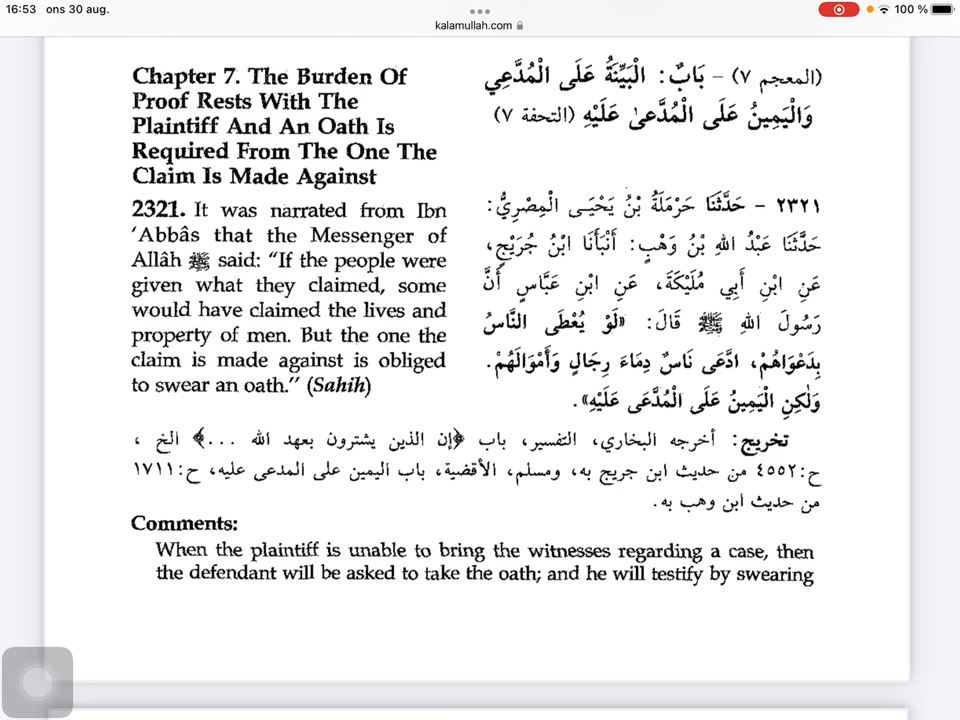 16:53 ons 30 aug.
100 %
kalamullah.com
Chapter 7. The Burden Of
Proof Rests With The
Plaintiff And An Oath Is
Required From The One The
Claim Is Made Against
(المعجم ٧) – بَابٌ: الْبَيِّنَةُ عَلَى الْمُدَّعِي
وَالْيَمِينُ عَلَى الْمُدَّعىٰ عَلَيْهِ (التحفة ٧)
2321. It was narrated from Ibn
‘Abbâs that the Messenger of
Allâh ﷺ said: “If the people were
given what they claimed, some
would have claimed the lives and
property of men. But the one the
claim is made against is obliged
to swear an oath.” (Sahih)
٢٣٢١ – حَدَّثَنَا حَرْمَلَةُ بْنُ يَحْيَـى الْمِصْرِيُّ:
حَدَّثَنَا عَبْدُ اللهِ بْنُ وَهْبٍ: أَنْبَأَنَا ابْنُ جُرَيْجٍ،
عَنِ ابْنِ أَبِي مُلَيْكَةَ، عَنِ ابْنِ عَبَّاسٍ أَنَّ
رَسُولَ اللهِ ﷺ قَالَ: «لَوْ يُعْطَى النَّاسُ
بِدَعْوَاهُمْ، ادَّعَى نَاسٌ دِمَاءَ رِجَالٍ وَأَمْوَالَهُمْ.
وَلٰكِنِ الْيَمِينُ عَلَى الْمُدَّعَى عَلَيْهِ».
تخريج: أخرجه البخاري، التفسير، باب ﴿إن الذين يشترون بعهد الله ...﴾ الخ ،
ح:٤٥٥٢ من حديث ابن جريج به، ومسلم، الأقضية، باب اليمين على المدعى عليه، ح:١٧١١
من حديث ابن وهب به.
Comments:
When the plaintiff is unable to bring the witnesses regarding a case, then
the defendant will be asked to take the oath; and he will testify by swearing